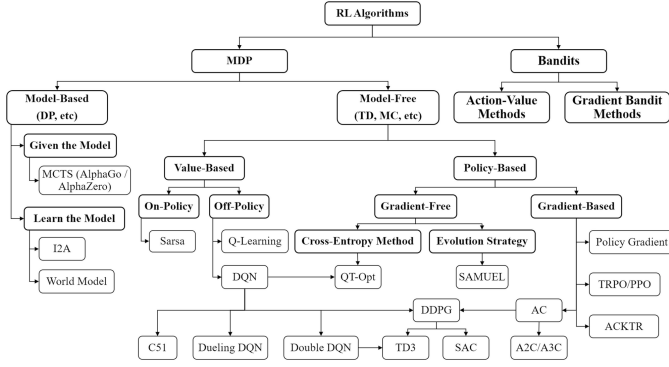 RL Algorithms
MDP
Bandits
Model-Based
(DP, etc)
Model-Free
(TD, MC, etc)
Action-Value
Methods
Gradient Bandit
Methods
Given the Model
MCTS (AlphaGo /
AlphaZero)
Learn the Model
I2A
World Model
Value-Based
Policy-Based
On-Policy
Off-Policy
Gradient-Free
Gradient-Based
Sarsa
Q-Learning
Cross-Entropy Method
Evolution Strategy
Policy Gradient
DQN
QT-Opt
SAMUEL
TRPO/PPO
DDPG
AC
ACKTR
C51
Dueling DQN
Double DQN
TD3
SAC
A2C/A3C